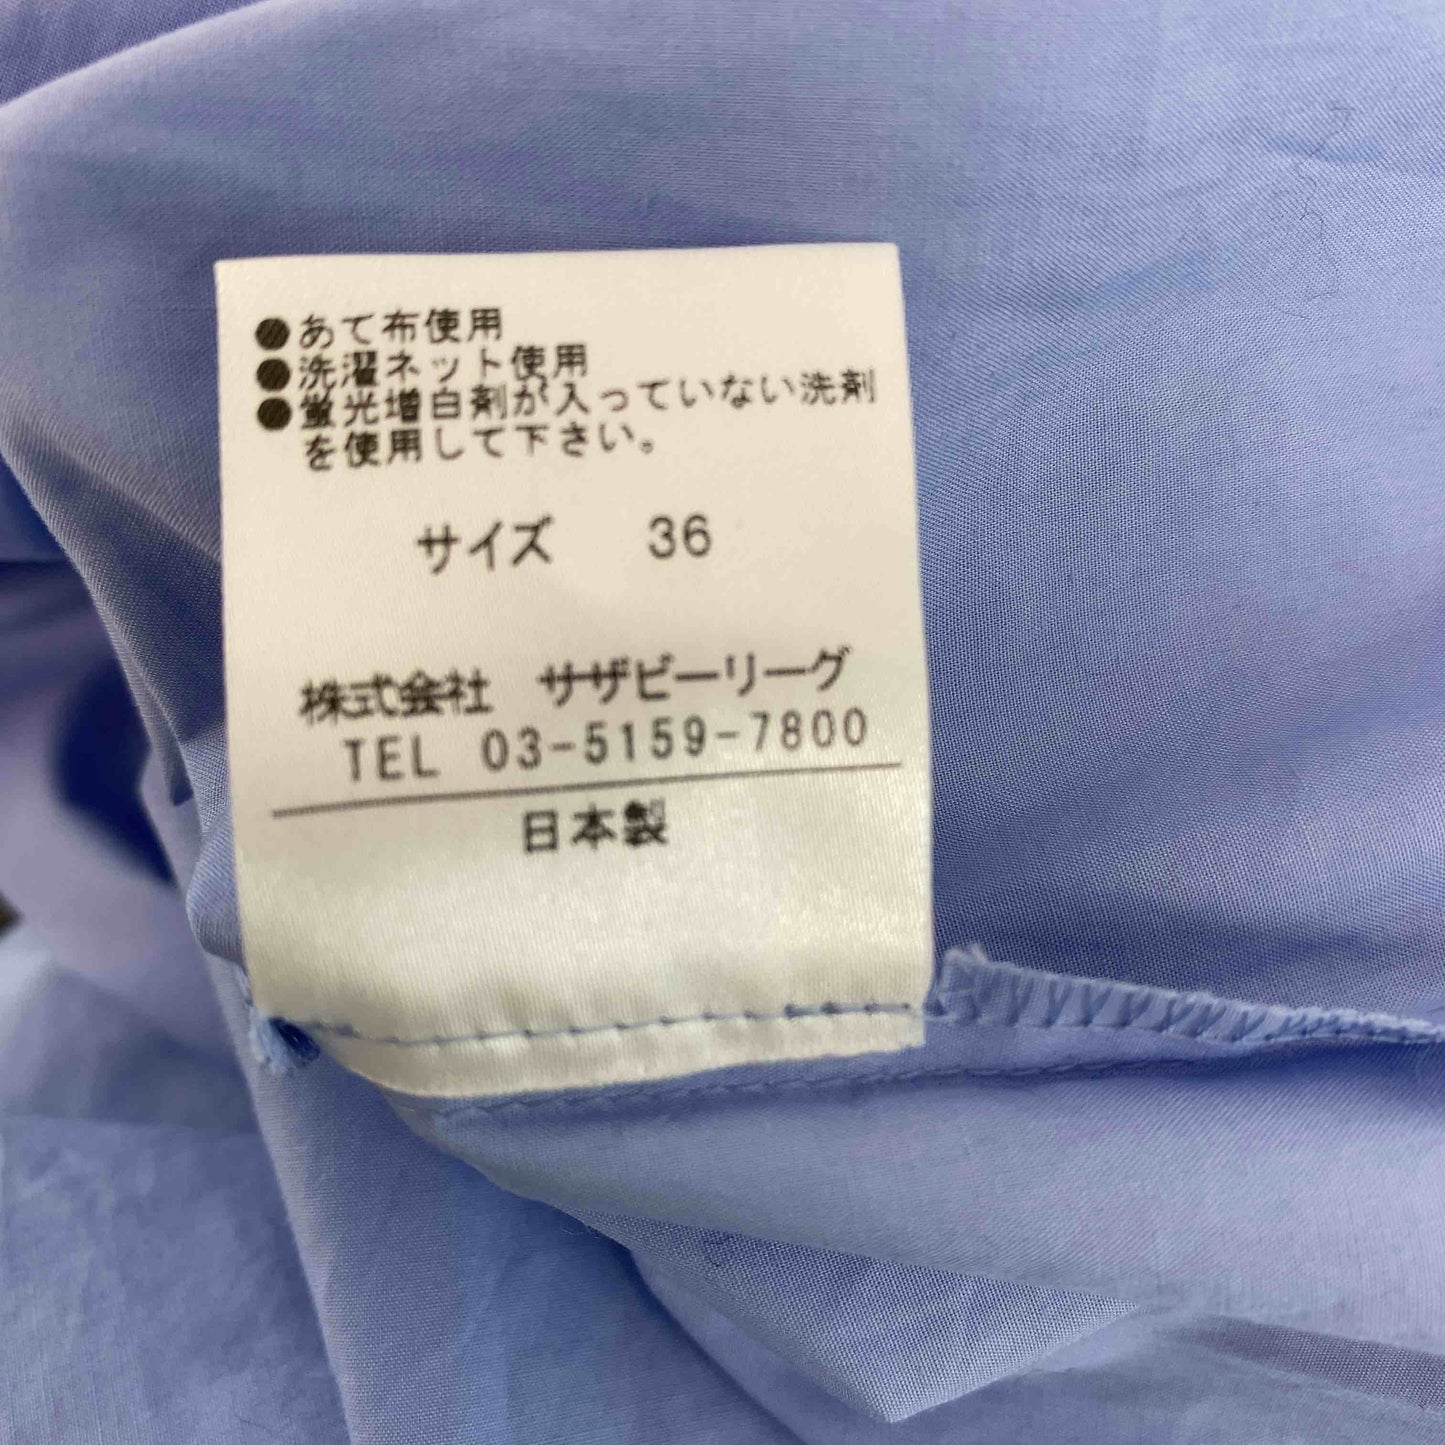 ●あて布使用
●洗濯ネット使用
●蛍光増白剤が入っていない洗剤
を使用して下さい。
サイズ 36
株式会社 サザビーリーグ
TEL 03-5159-7800
日本製